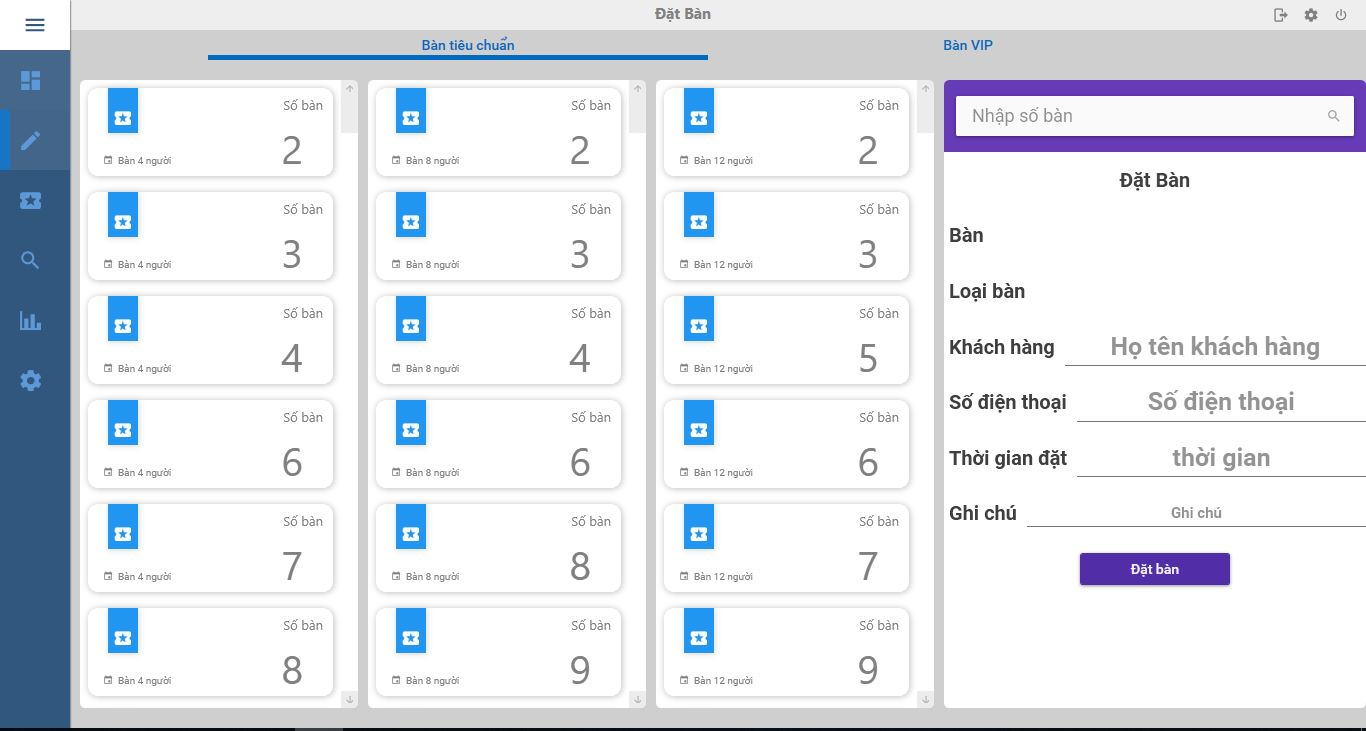 Đặt Bàn
Bàn tiêu chuẩn
Bàn VIP
Số bàn
2
Bàn 4 người
Số bàn
3
Bàn 4 người
Số bàn
4
Bàn 4 người
Số bàn
6
Bàn 4 người
Số bàn
7
Bàn 4 người
Số bàn
8
Bàn 4 người
Số bàn
2
Bàn 8 người
Số bàn
3
Bàn 8 người
Số bàn
4
Bàn 8 người
Số bàn
6
Bàn 8 người
Số bàn
8
Bàn 8 người
Số bàn
9
Bàn 8 người
Số bàn
2
Bàn 12 người
Số bàn
3
Bàn 12 người
Số bàn
5
Bàn 12 người
Số bàn
6
Bàn 12 người
Số bàn
7
Bàn 12 người
Số bàn
9
Bàn 12 người
Nhập số bàn
Đặt Bàn
Bàn
Loại bàn
Khách hàng Họ tên khách hàng
Số điện thoại Số điện thoại
Thời gian đặt thời gian
Ghi chú Ghi chú
Đặt bàn